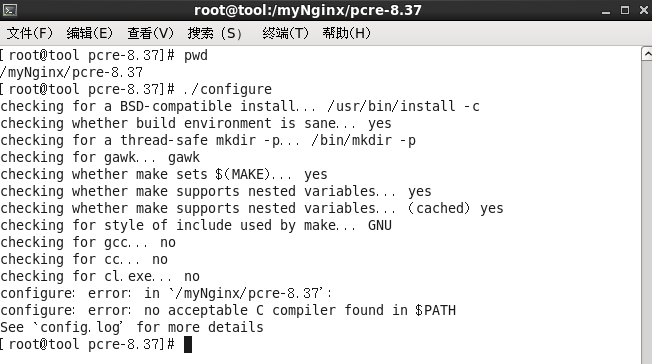 root@tool:/myNginx/pcre-8.37
文件(F) 编辑(E) 查看(V) 搜索 (S) 终端(T) 帮助(H)
[root@tool pcre-8.37]# pwd
/myNginx/pcre-8.37
[root@tool pcre-8.37]# ./configure
checking for a BSD-compatible install... /usr/bin/install -c
checking whether build environment is sane... yes
checking for a thread-safe mkdir -p... /bin/mkdir -p
checking for gawk... gawk
checking whether make sets $(MAKE)... yes
checking whether make supports nested variables... yes
checking whether make supports nested variables... (cached) yes
checking for style of include used by make... GNU
checking for gcc... no
checking for cc... no
checking for cl.exe... no
configure: error: in `/myNginx/pcre-8.37':
configure: error: no acceptable C compiler found in $PATH
See `config.log' for more details
[root@tool pcre-8.37]#